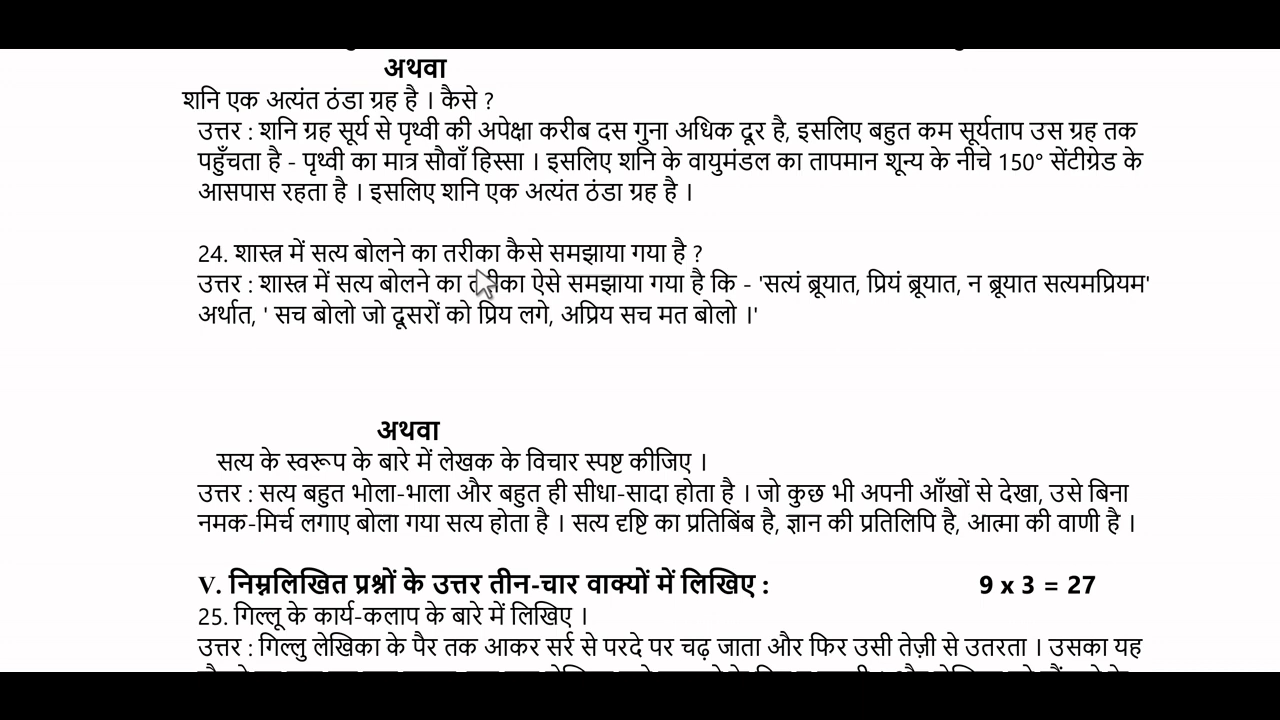 अथवा
शनि एक अत्यंत ठंडा ग्रह है । कैसे ?
उत्तर : शनि ग्रह सूर्य से पृथ्वी की अपेक्षा करीब दस गुना अधिक दूर है, इसलिए बहुत कम सूर्यताप उस ग्रह तक
पहुँचता है - पृथ्वी का मात्र सौवाँ हिस्सा । इसलिए शनि के वायुमंडल का तापमान शून्य के नीचे 150° सेंटीग्रेड के
आसपास रहता है । इसलिए शनि एक अत्यंत ठंडा ग्रह है ।
24. शास्त्र में सत्य बोलने का तरीका कैसे समझाया गया है ?
उत्तर : शास्त्र में सत्य बोलने का तरीका ऐसे समझाया गया है कि - 'सत्यं ब्रूयात, प्रियं ब्रूयात, न ब्रूयात सत्यमप्रियम'
अर्थात, ' सच बोलो जो दूसरों को प्रिय लगे, अप्रिय सच मत बोलो ।'
अथवा
सत्य के स्वरूप के बारे में लेखक के विचार स्पष्ट कीजिए ।
उत्तर : सत्य बहुत भोला-भाला और बहुत ही सीधा-सादा होता है । जो कुछ भी अपनी आँखों से देखा, उसे बिना
नमक-मिर्च लगाए बोला गया सत्य होता है । सत्य दृष्टि का प्रतिबिंब है, ज्ञान की प्रतिलिपि है, आत्मा की वाणी है ।
V. निम्नलिखित प्रश्नों के उत्तर तीन-चार वाक्यों में लिखिए : 9 x 3 = 27
25. गिल्लू के कार्य-कलाप के बारे में लिखिए ।
उत्तर : गिल्लु लेखिका के पैर तक आकर सर्र से परदे पर चढ़ जाता और फिर उसी तेज़ी से उतरता । उसका यह